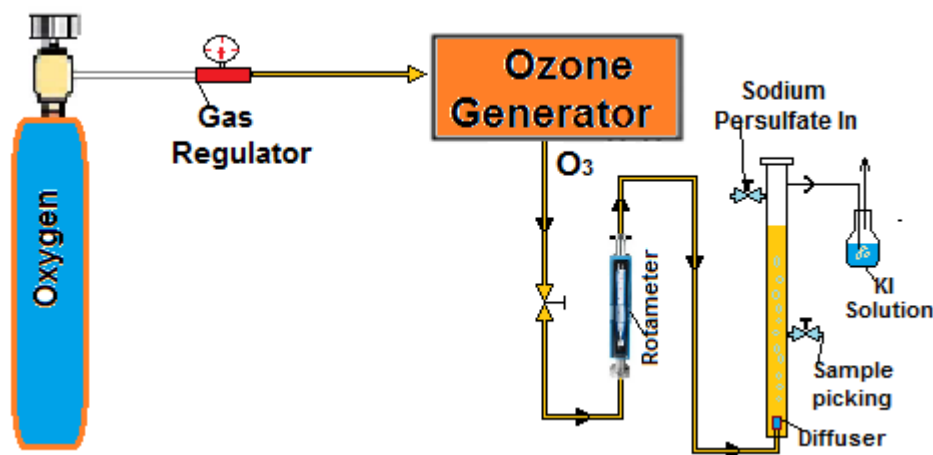 Oxygen
Gas
Regulator
Ozone
Generator
O₃
Rotameter
Sodium
Persulfate In
KI
Solution
Sample
picking
Diffuser